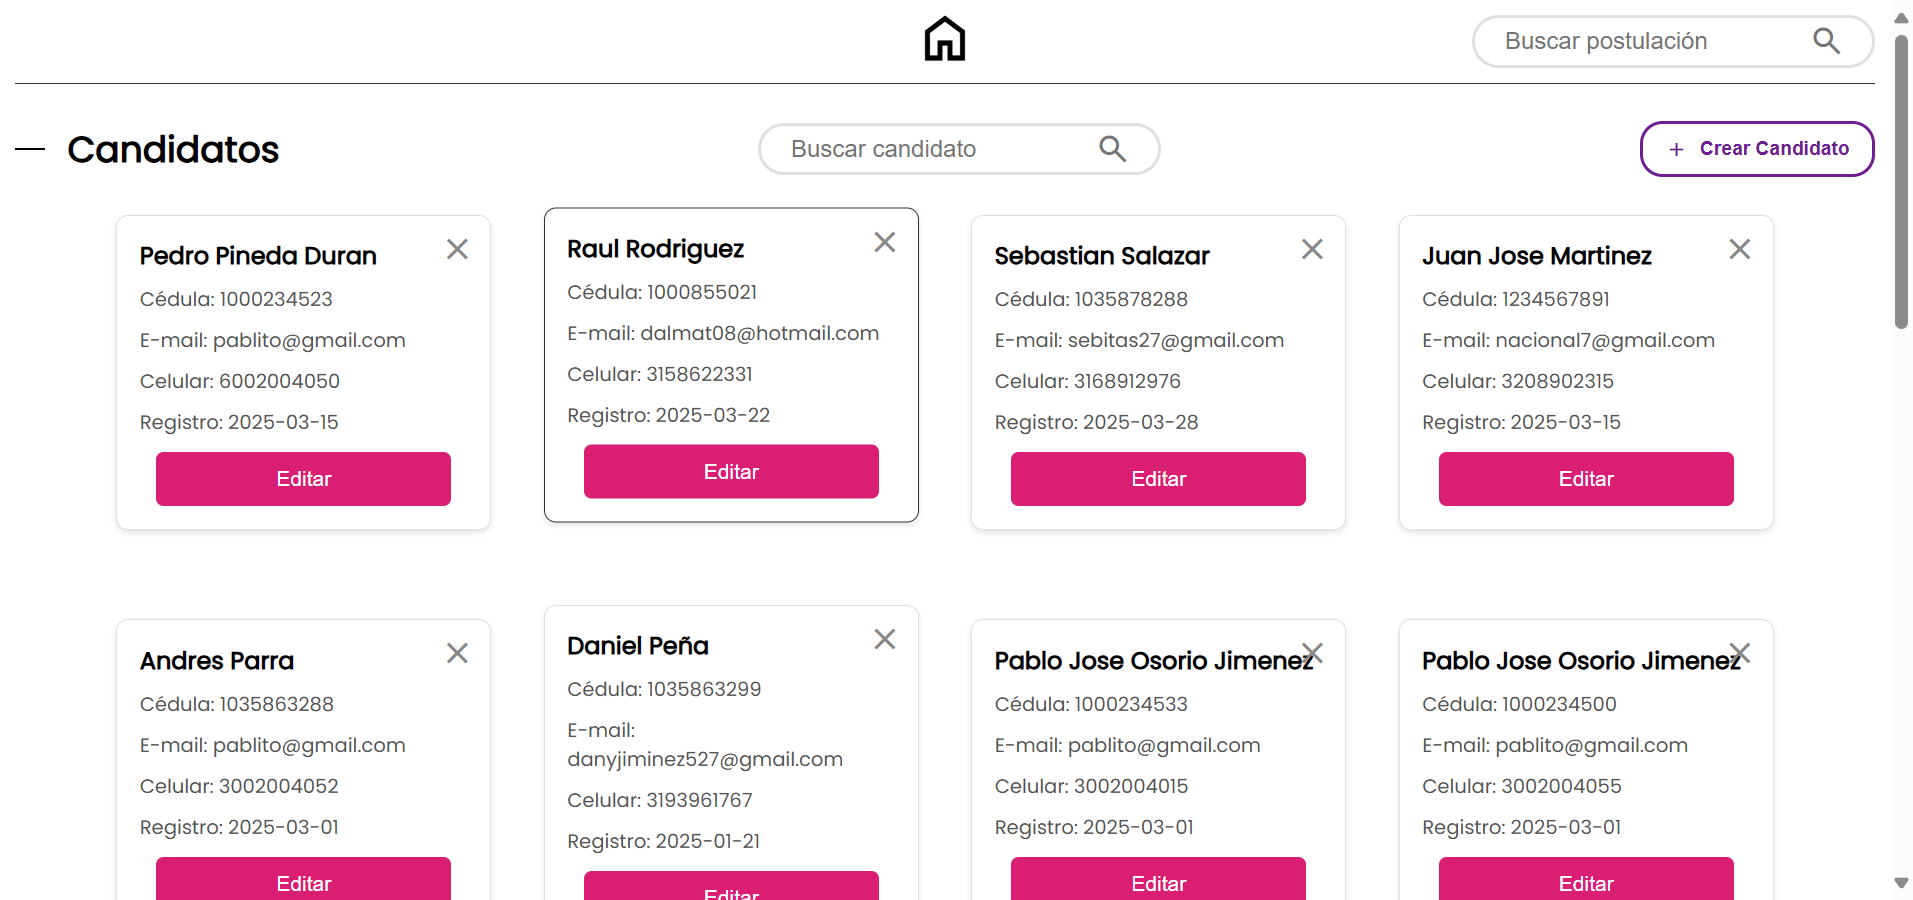 Buscar postulación
Candidatos
Buscar candidato
+ Crear Candidato
Pedro Pineda Duran
Cédula: 1000234523
E-mail: pablito@gmail.com
Celular: 6002004050
Registro: 2025-03-15
Editar
Raul Rodriguez
Cédula: 1000855021
E-mail: dalmat08@hotmail.com
Celular: 3158622331
Registro: 2025-03-22
Editar
Sebastian Salazar
Cédula: 1035878288
E-mail: sebitas27@gmail.com
Celular: 3168912976
Registro: 2025-03-28
Editar
Juan Jose Martinez
Cédula: 1234567891
E-mail: nacional7@gmail.com
Celular: 3208902315
Registro: 2025-03-15
Editar
Andres Parra
Cédula: 1035863288
E-mail: pablito@gmail.com
Celular: 3002004052
Registro: 2025-03-01
Editar
Daniel Peña
Cédula: 1035863299
E-mail:
danyjiminez527@gmail.com
Celular: 3193961767
Registro: 2025-01-21
Editar
Pablo Jose Osorio Jimenez
Cédula: 1000234533
E-mail: pablito@gmail.com
Celular: 3002004015
Registro: 2025-03-01
Editar
Pablo Jose Osorio Jimenez
Cédula: 1000234500
E-mail: pablito@gmail.com
Celular: 3002004055
Registro: 2025-03-01
Editar